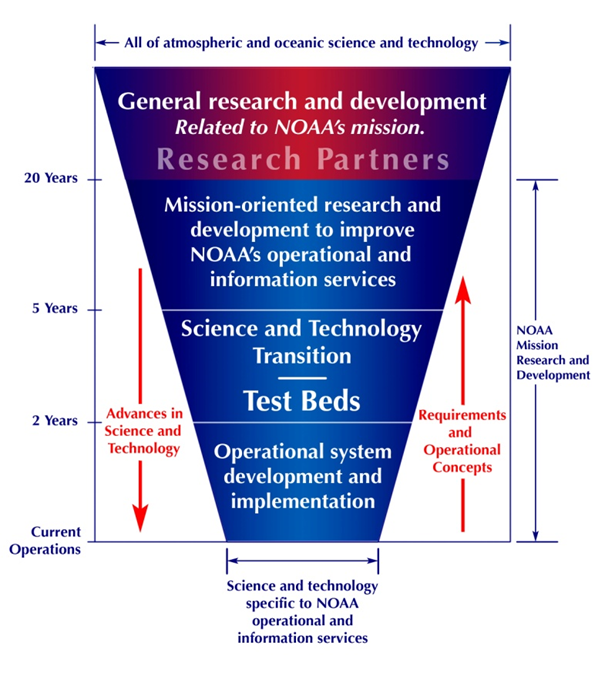 All of atmospheric and oceanic science and technology
General research and development
Related to NOAA's mission.
Research Partners
20 Years
Mission-oriented research and
development to improve
NOAA's operational and
information services
5 Years
Science and Technology
Transition
Test Beds
NOAA
Mission
Research and
Development
2 Years
Advances in
Science and
Technology
Requirements
and
Operational
Concepts
Operational system
development and
implementation
Current
Operations
Science and technology
specific to NOAA
operational and
information services